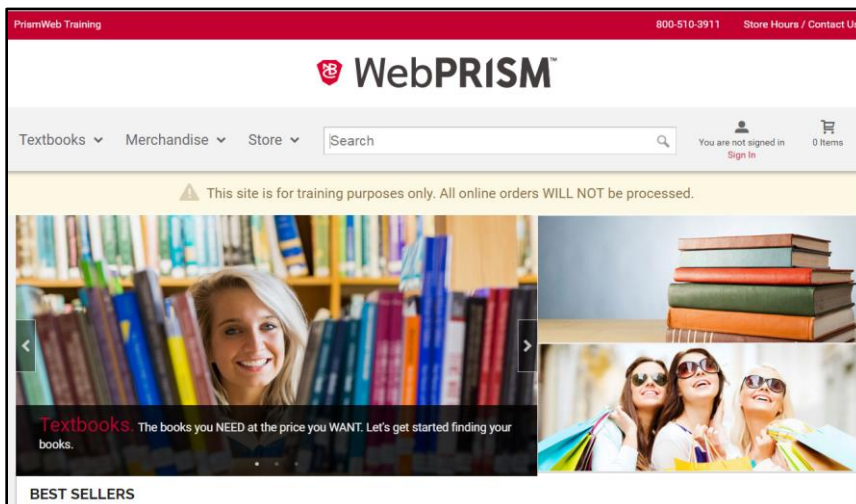 PrismWeb Training
800-510-3911 Store Hours / Contact Us
WebPRISM™
Textbooks Merchandise Store Search You are not signed in 0 Items
Sign In
This site is for training purposes only. All online orders WILL NOT be processed.
Textbooks. The books you NEED at the price you WANT. Let's get started finding your
books.
BEST SELLERS